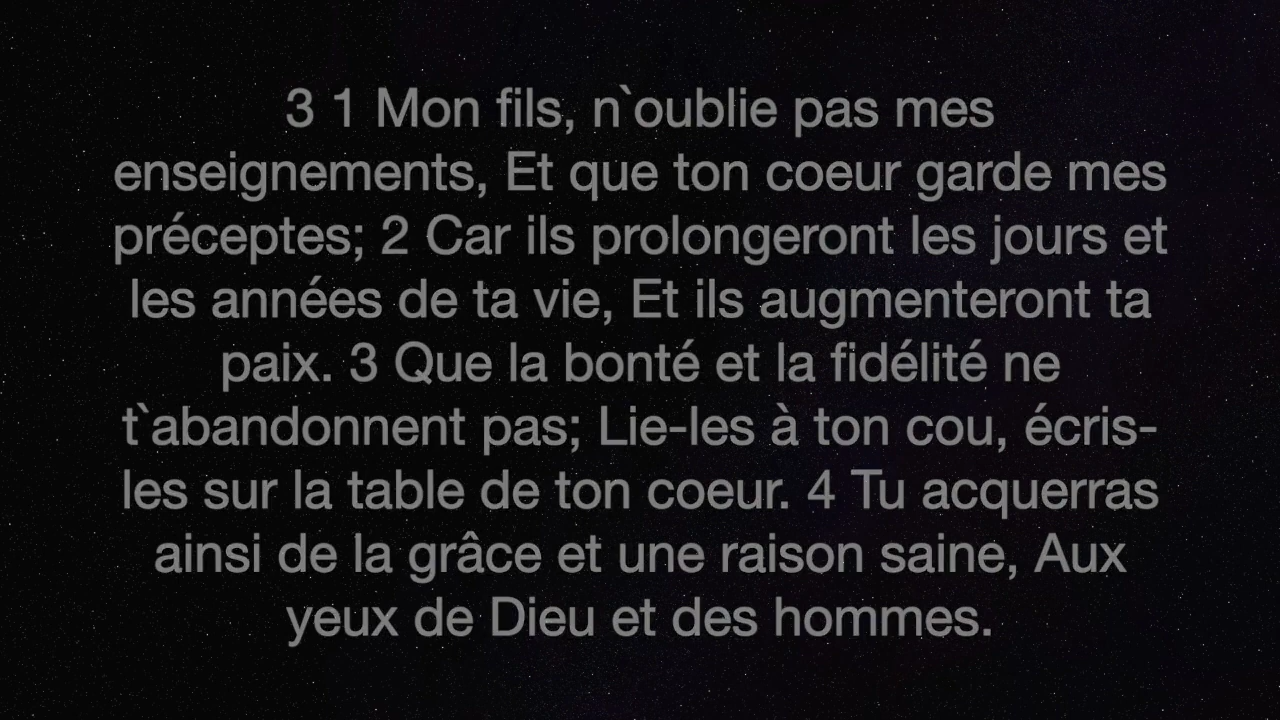 3 1 Mon fils, n`oublie pas mes
enseignements, Et que ton coeur garde mes
préceptes; 2 Car ils prolongeront les jours et
les années de ta vie, Et ils augmenteront ta
paix. 3 Que la bonté et la fidélité ne
t`abandonnent pas; Lie-les à ton cou, écris-
les sur la table de ton coeur. 4 Tu acquerras
ainsi de la grâce et une raison saine, Aux
yeux de Dieu et des hommes.